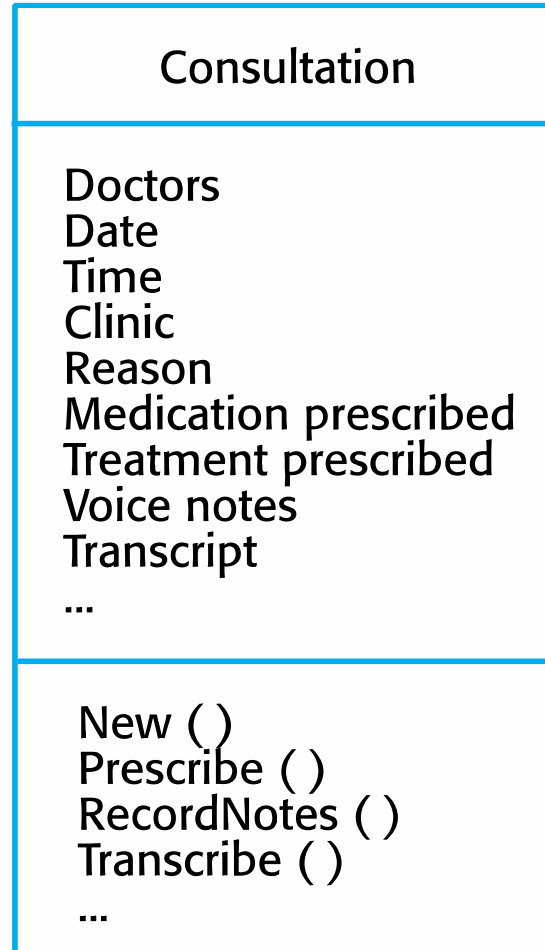 Consultation
Doctors
Date
Time
Clinic
Reason
Medication prescribed
Treatment prescribed
Voice notes
Transcript
...
New ( )
Prescribe ( )
RecordNotes ( )
Transcribe ( )
...